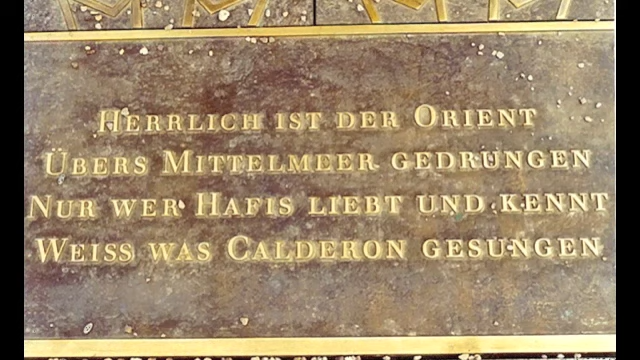 Herrlich ist der Orient
Übers Mittelmeer gedrungen
Nur wer Hafis liebt und kennt
Weiss was Calderon gesungen